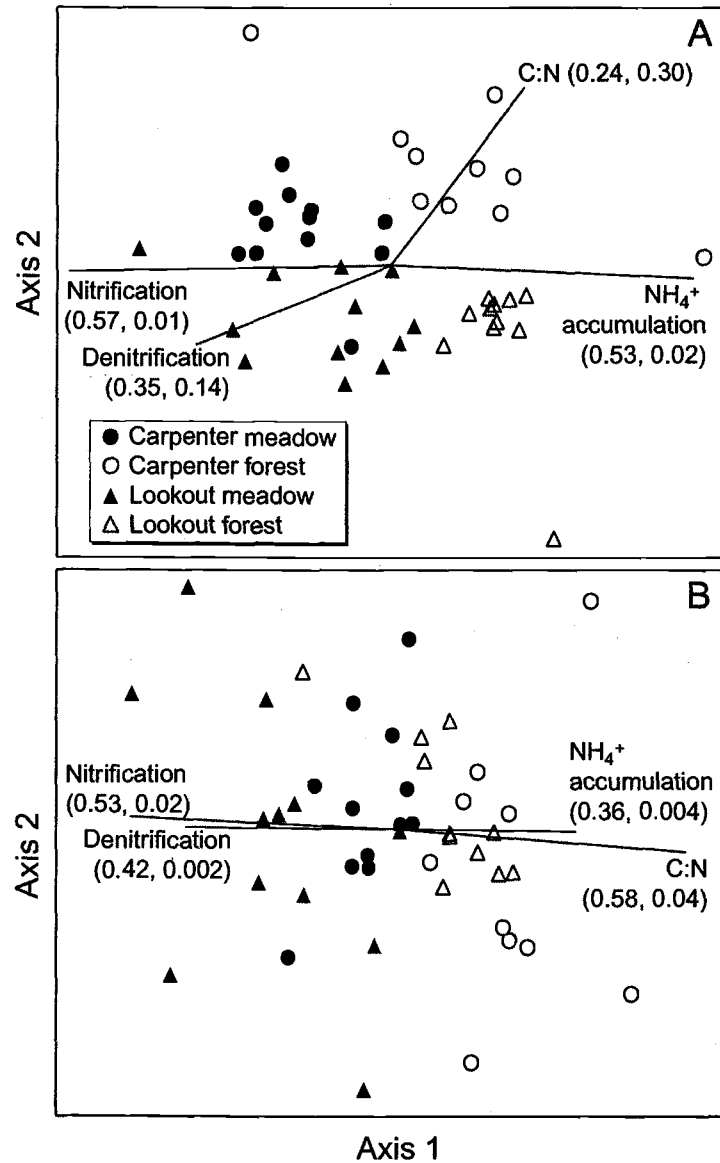 A
C:N (0.24, 0.30)
Axis 2
Nitrification
(0.57, 0.01)
Denitrification
(0.35, 0.14)
NH₄⁺
accumulation
(0.53, 0.02)
● Carpenter meadow
○ Carpenter forest
▲ Lookout meadow
△ Lookout forest
B
Axis 2
Nitrification
(0.53, 0.02)
Denitrification
(0.42, 0.002)
NH₄⁺
accumulation
(0.36, 0.004)
C:N
(0.58, 0.04)
Axis 1